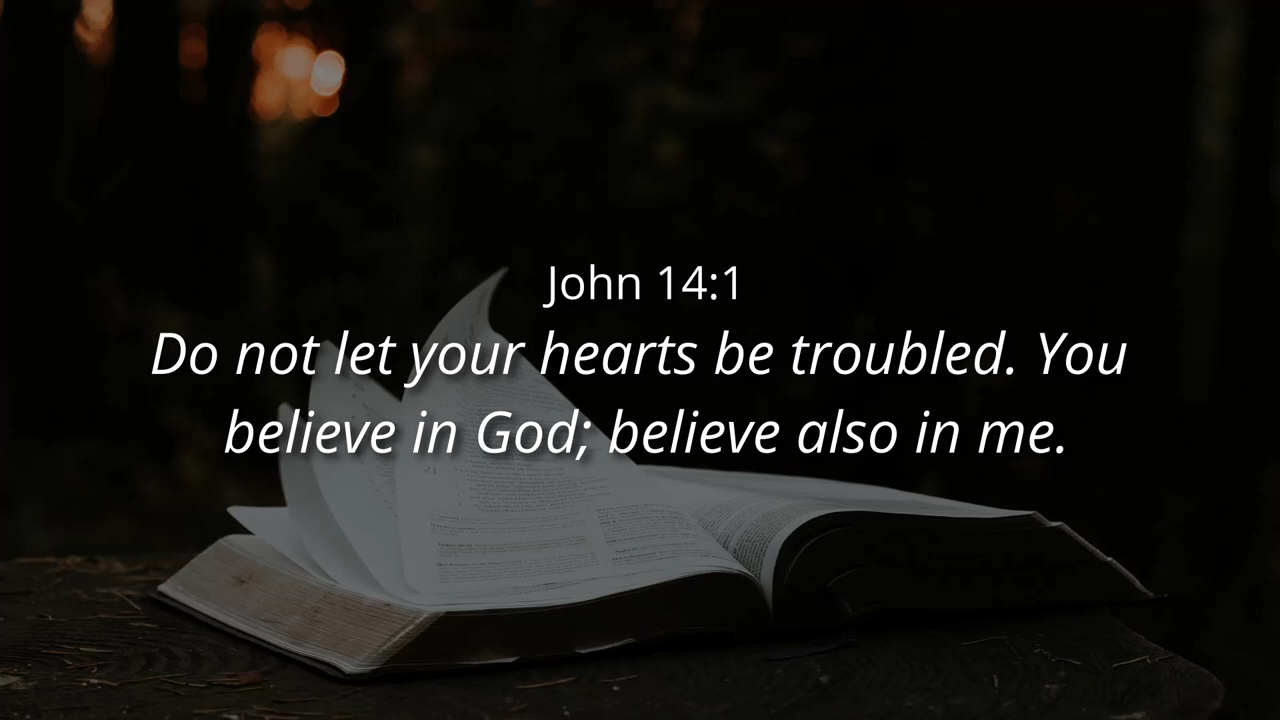 John 14:1
Do not let your hearts be troubled. You
believe in God; believe also in me.